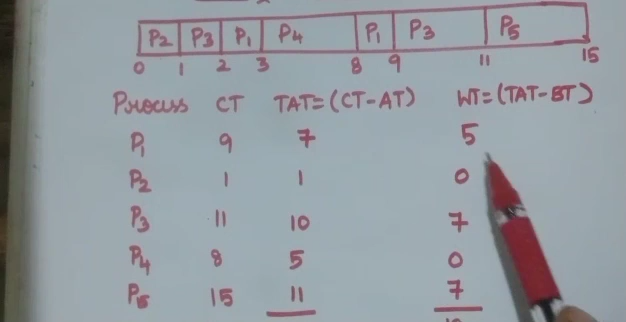 P2 P3 P1 P4 P1 P3 P5
0 1 2 3 8 9 11 15
Process CT TAT=(CT-AT) WT=(TAT-BT)
P1 9 7 5
P2 1 1 0
P3 11 10 7
P4 8 5 0
P5 15 11 7